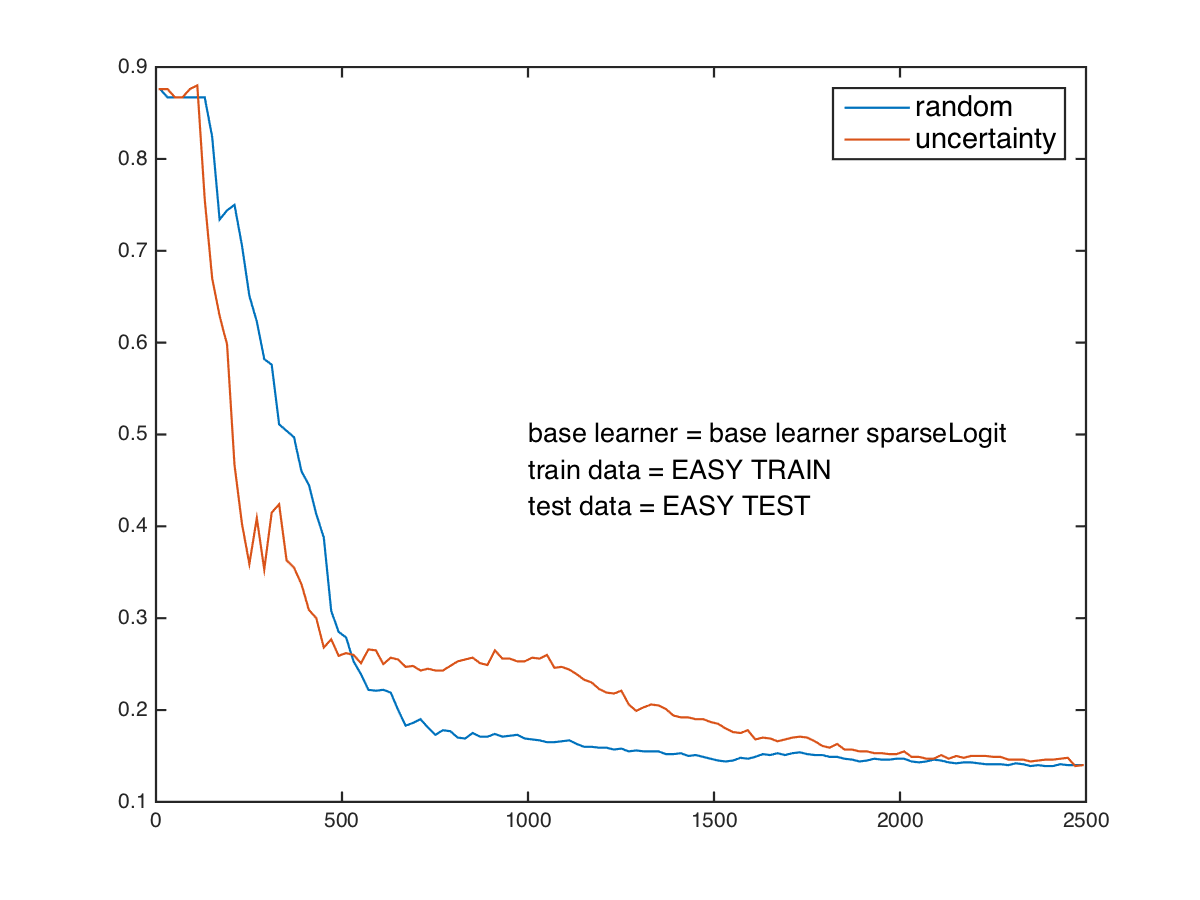 0.9
0.8
0.7
0.6
0.5
0.4
0.3
0.2
0.1
0 500 1000 1500 2000 2500
random
uncertainty
base learner = base learner sparseLogit
train data = EASY TRAIN
test data = EASY TEST